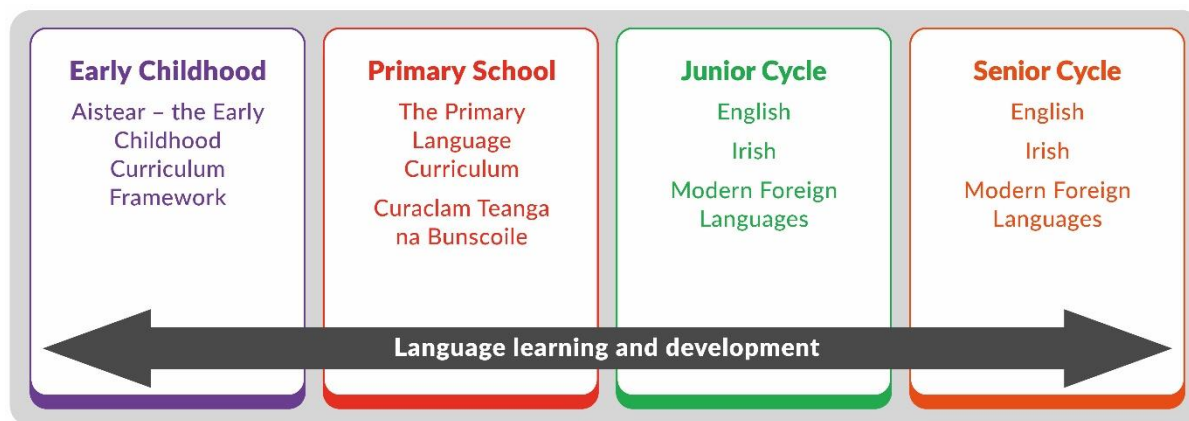 Early Childhood
Aistear – the Early
Childhood
Curriculum
Framework
Primary School
The Primary
Language
Curriculum
Curaclam Teanga
na Bunscoile
Junior Cycle
English
Irish
Modern Foreign
Languages
Senior Cycle
English
Irish
Modern Foreign
Languages
Language learning and development